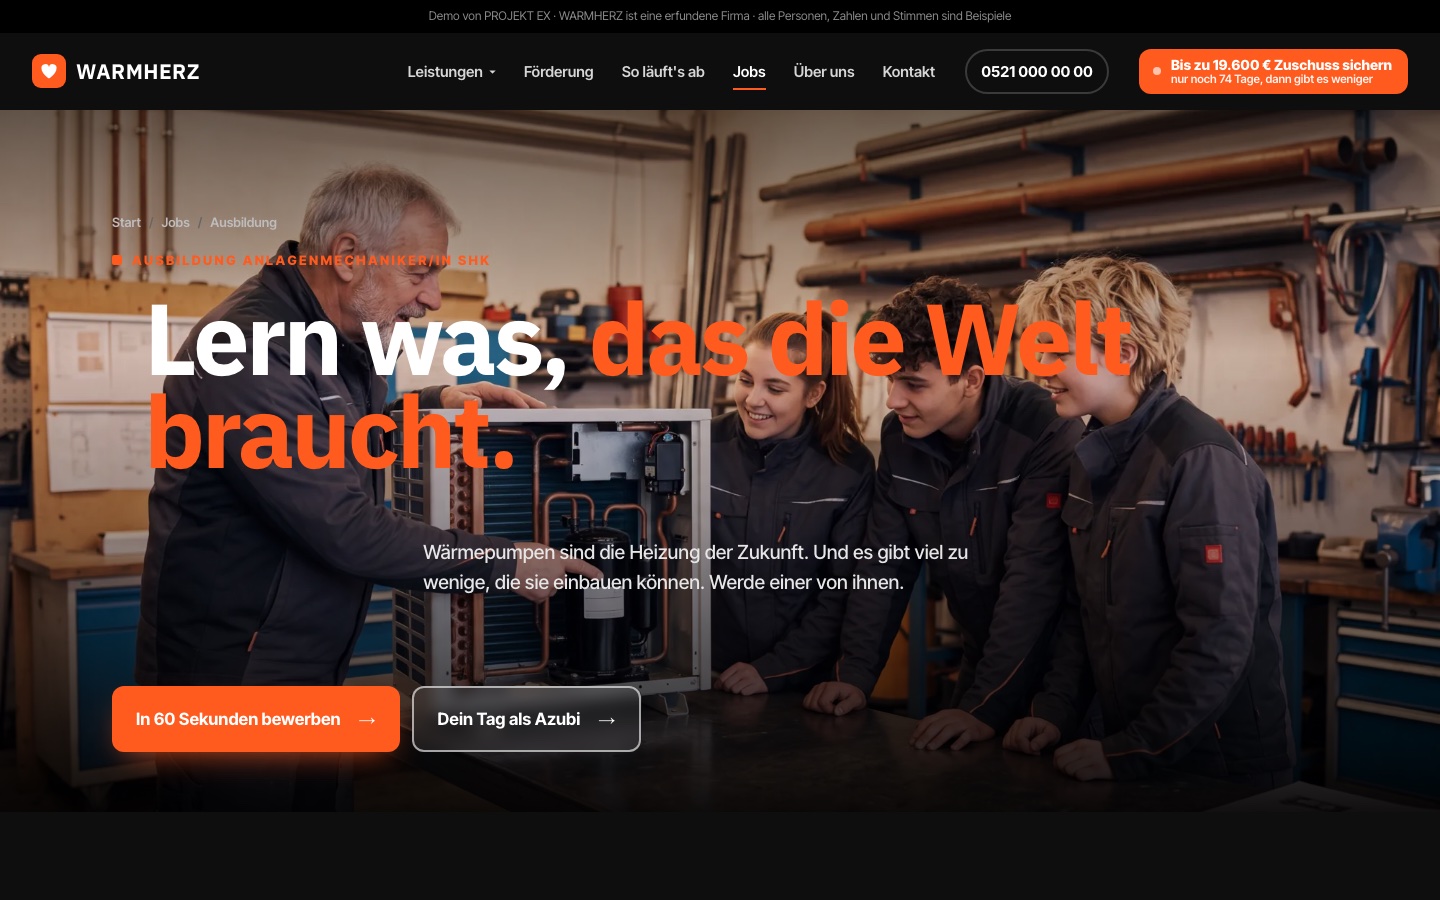 Demo von PROJEKT EX · WARMHERZ ist eine erfundene Firma · alle Personen, Zahlen und Stimmen sind Beispiele
WARMHERZ
Leistungen
Förderung
So läuft's ab
Jobs
Über uns
Kontakt
0521 000 00 00
Bis zu 19.600 € Zuschuss sichern
nur noch 74 Tage, dann gibt es weniger
Start / Jobs / Ausbildung
AUSBILDUNG ANLAGENMECHANIKER/IN SHK
Lern was, das die Welt
braucht.
Wärmepumpen sind die Heizung der Zukunft. Und es gibt viel zu
wenige, die sie einbauen können. Werde einer von ihnen.
In 60 Sekunden bewerben →
Dein Tag als Azubi →